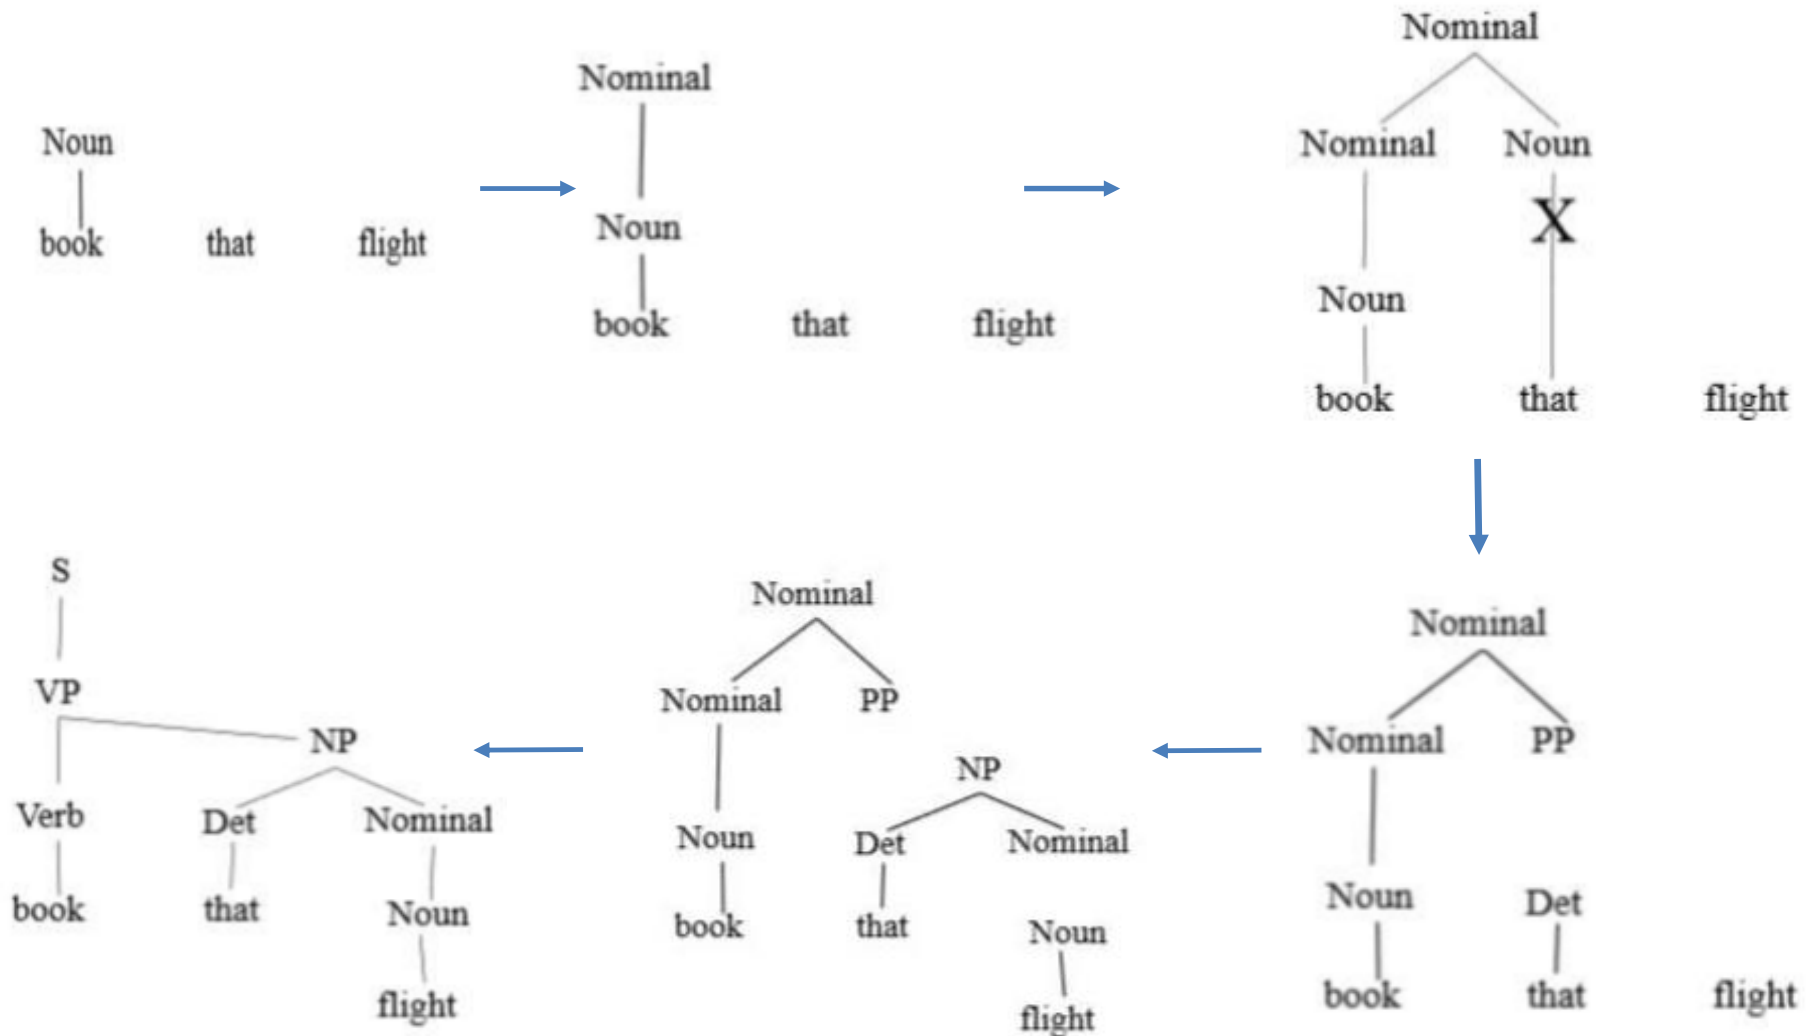 Noun
book that flight
Nominal
Noun
book that flight
Nominal
Nominal Noun
X
Noun
book that flight
Nominal
Nominal PP
Noun Det
book that flight
Nominal
Nominal PP
NP
Noun Det Nominal
book that Noun
flight
S
VP
NP
Verb Det Nominal
book that Noun
flight